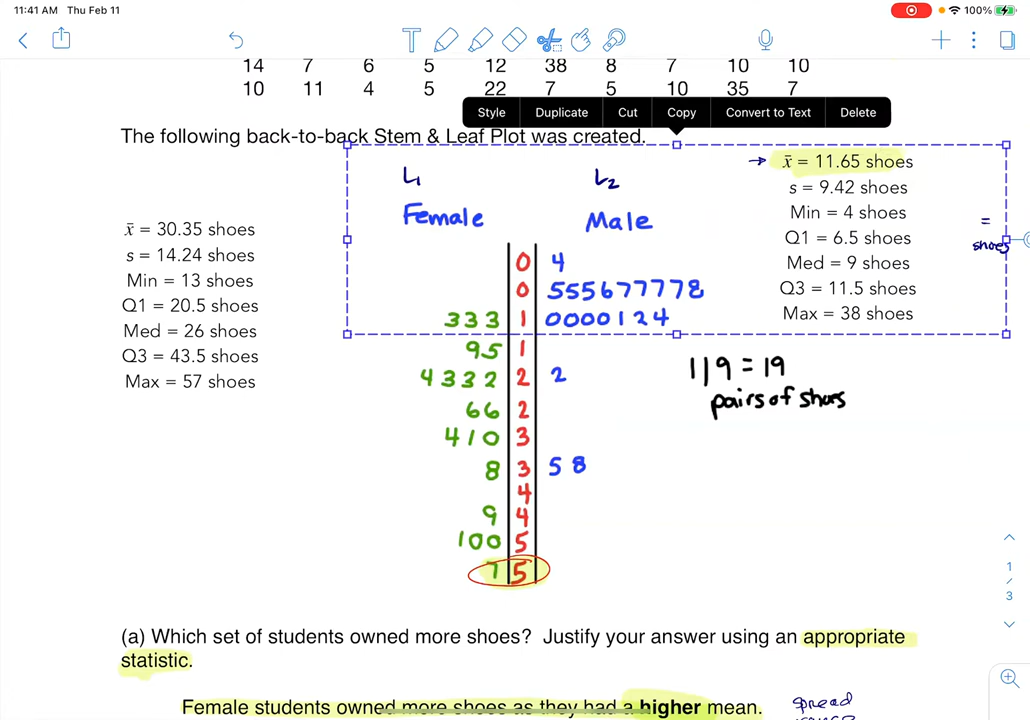 11:41 AM Thu Feb 11
100%
14 7 6 5 12 38 8 7 10 10
10 11 4 5 22 7 5 10 35 7
Style Duplicate Cut Copy Convert to Text Delete
The following back-to-back Stem & Leaf Plot was created.
L1 L2
Female Male
x̄ = 30.35 shoes
s = 14.24 shoes
Min = 13 shoes
Q1 = 20.5 shoes
Med = 26 shoes
Q3 = 43.5 shoes
Max = 57 shoes
→ x̄ = 11.65 shoes
s = 9.42 shoes
Min = 4 shoes
Q1 = 6.5 shoes
Med = 9 shoes
Q3 = 11.5 shoes
Max = 38 shoes
=
shoes
0 4
0 555677778
333 1 0000124
95 1
4332 2 2
66 2
410 3
8 3 58
4
9 4
100 5
7 5
1|9 = 19
pairs of shoes
1
/
3
(a) Which set of students owned more shoes? Justify your answer using an appropriate
statistic.
Female students owned more shoes as they had a higher mean.
spread